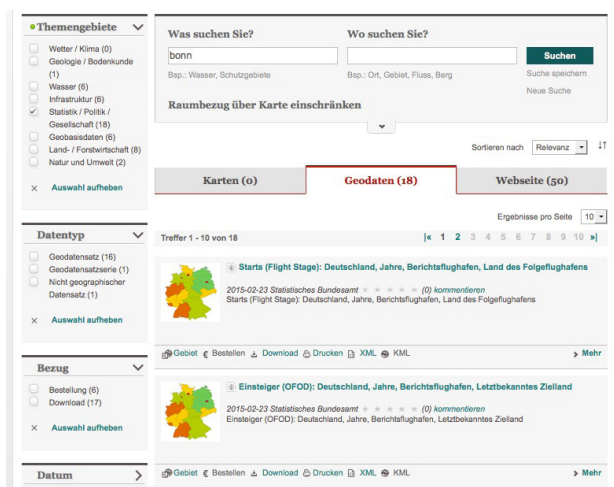 Themengebiete
Wetter / Klima (0)
Geologie / Bodenkunde
(1)
Wasser (6)
Infrastruktur (6)
Statistik / Politik /
Gesellschaft (18)
Geobasisdaten (6)
Land- / Forstwirtschaft (8)
Natur und Umwelt (2)
× Auswahl aufheben
Datentyp
Geodatensatz (16)
Geodatensatzserie (1)
Nicht geographischer
Datensatz (1)
× Auswahl aufheben
Bezug
Bestellung (6)
Download (17)
× Auswahl aufheben
Datum
Was suchen Sie?
Wo suchen Sie?
bonn
Suchen
Bsp.: Wasser, Schutzgebiete
Bsp.: Ort, Gebiet, Fluss, Berg
Suche speichern
Neue Suche
Raumbezug über Karte einschränken
Sortieren nach Relevanz
Karten (0) Geodaten (18) Webseite (50)
Ergebnisse pro Seite 10
Treffer 1 - 10 von 18 |« 1 2 3 4 5 6 7 8 9 10 »|
Starts (Flight Stage): Deutschland, Jahre, Berichtsflughafen, Land des Folgeflughafens
2015-02-23 Statistisches Bundesamt ★ ★ ★ ★ ★ (0) kommentieren
Starts (Flight Stage): Deutschland, Jahre, Berichtsflughafen, Land des Folgeflughafens
Gebiet € Bestellen Download Drucken XML KML Mehr
Einsteiger (OFOD): Deutschland, Jahre, Berichtsflughafen, Letztbekanntes Zielland
2015-02-23 Statistisches Bundesamt ★ ★ ★ ★ ★ (0) kommentieren
Einsteiger (OFOD): Deutschland, Jahre, Berichtsflughafen, Letztbekanntes Zielland
Gebiet € Bestellen Download Drucken XML KML Mehr